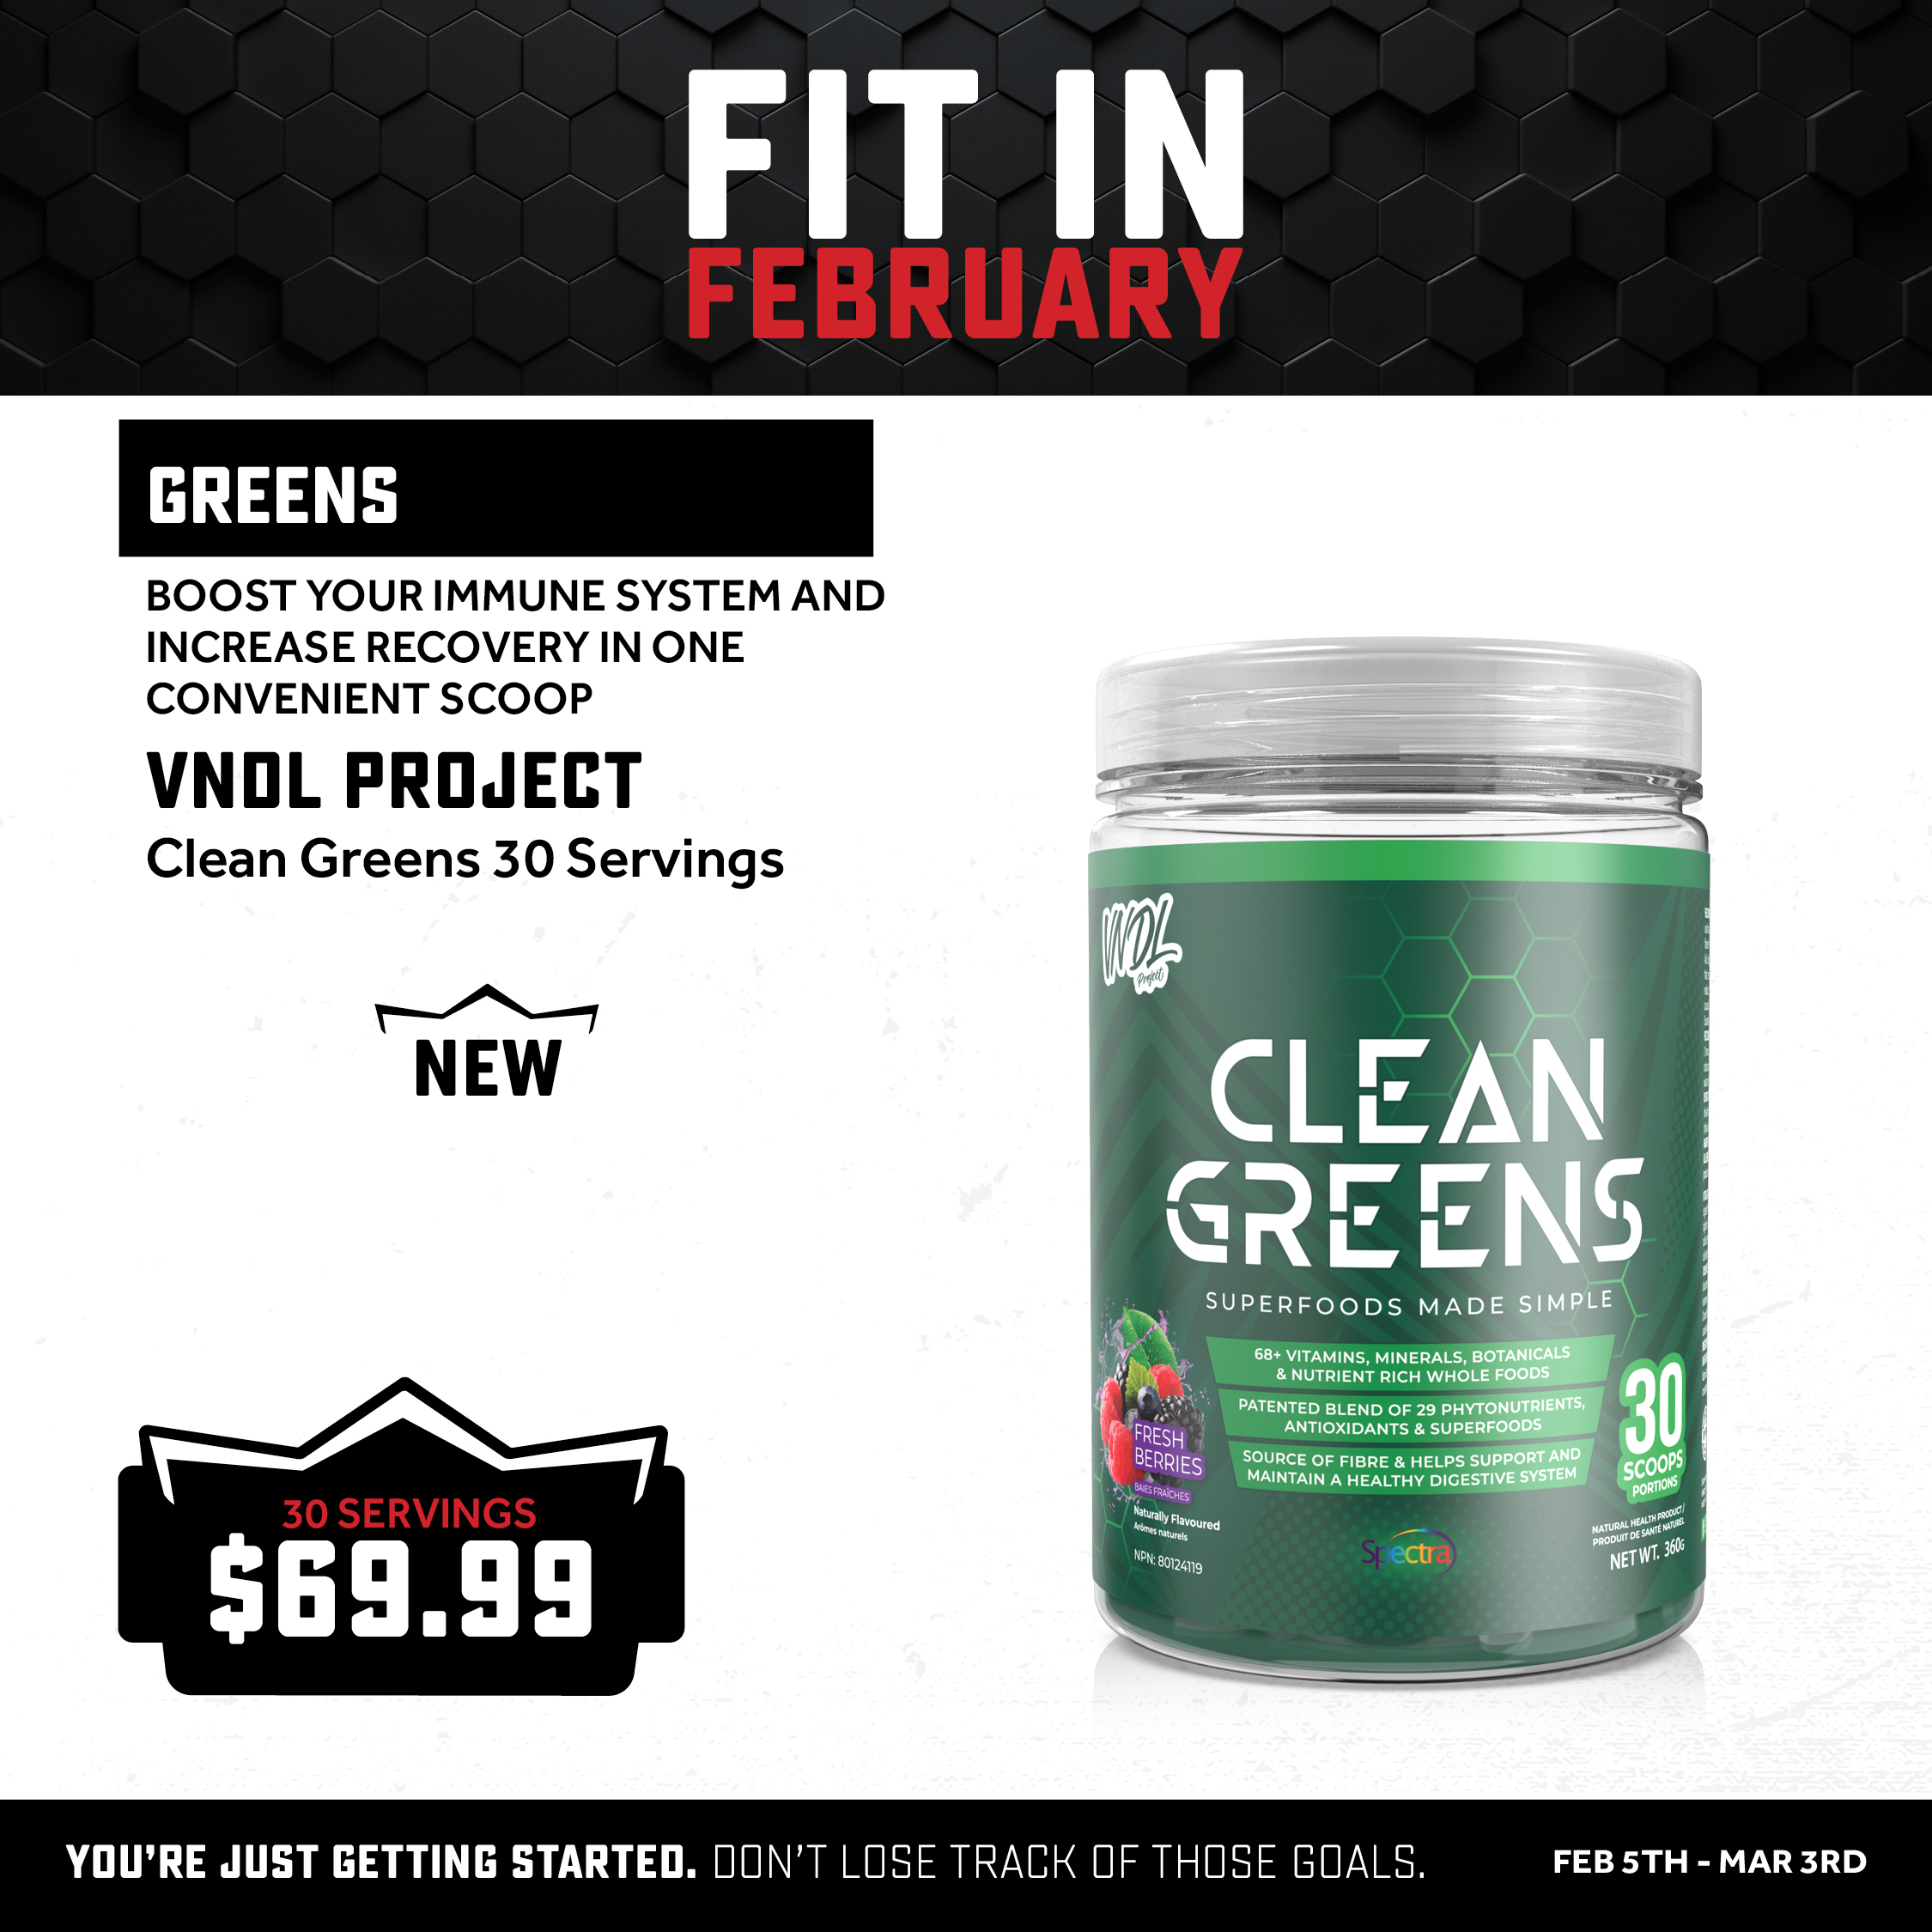 FIT IN
FEBRUARY
GREENS
BOOST YOUR IMMUNE SYSTEM AND
INCREASE RECOVERY IN ONE
CONVENIENT SCOOP
VNDL PROJECT
Clean Greens 30 Servings
NEW
30 SERVINGS
$69.99
VNDL
Project
CLEAN
GREENS
SUPERFOODS MADE SIMPLE
68+ VITAMINS, MINERALS, BOTANICALS
& NUTRIENT RICH WHOLE FOODS
PATENTED BLEND OF 29 PHYTONUTRIENTS,
ANTIOXIDANTS & SUPERFOODS
SOURCE OF FIBRE & HELPS SUPPORT AND
MAINTAIN A HEALTHY DIGESTIVE SYSTEM
30
SCOOPS
PORTIONS
FRESH
BERRIES
BAIES FRAÎCHES
Naturally Flavoured
Arômes naturels
NPN: 80124119
Spectra
NATURAL HEALTH PRODUCT /
PRODUIT DE SANTÉ NATUREL
NET WT. 360g
YOU'RE JUST GETTING STARTED. DON'T LOSE TRACK OF THOSE GOALS.
FEB 5TH - MAR 3RD